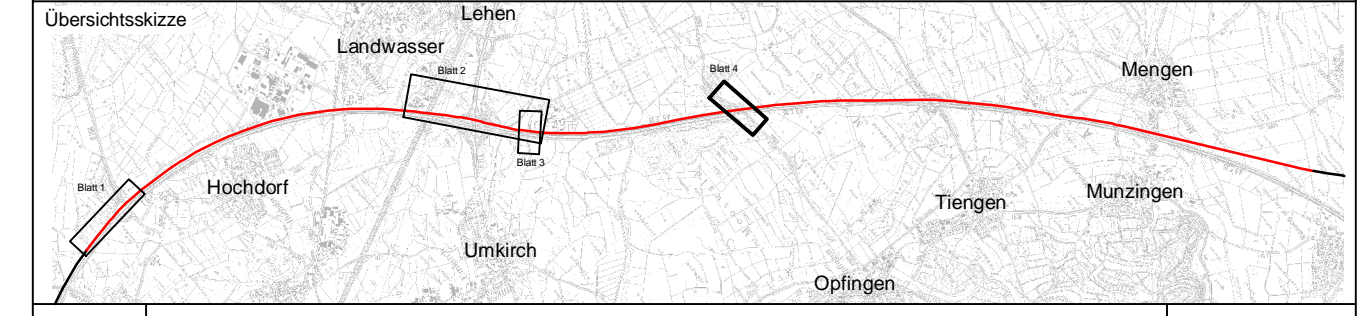 Übersichtsskizze
Lehen
Landwasser
Blatt 2
Blatt 4
Mengen
Blatt 3
Blatt 1
Hochdorf
Munzingen
Tiengen
Umkirch
Opfingen